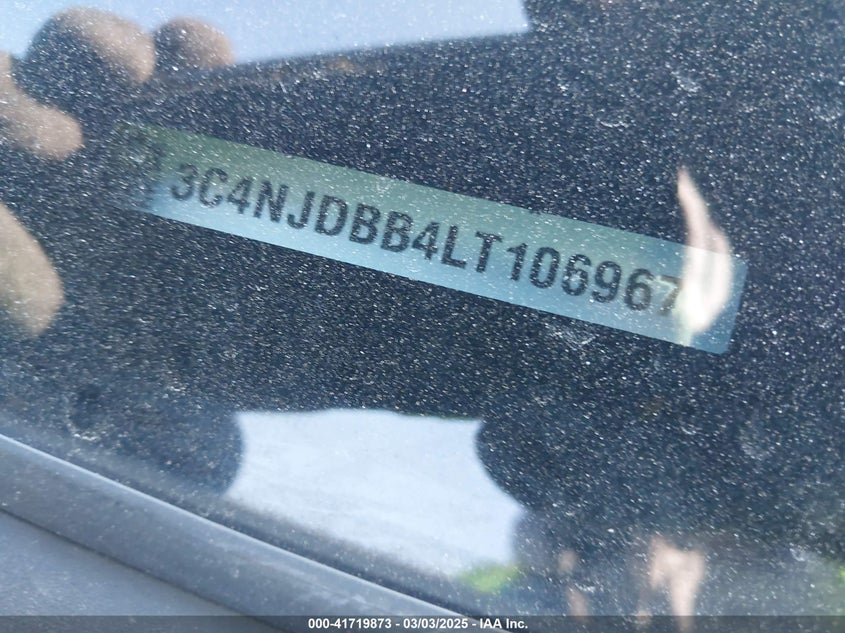 3C4NJDBB4LT106967
000-41719873 - 03/03/2025 - IAA, Inc.